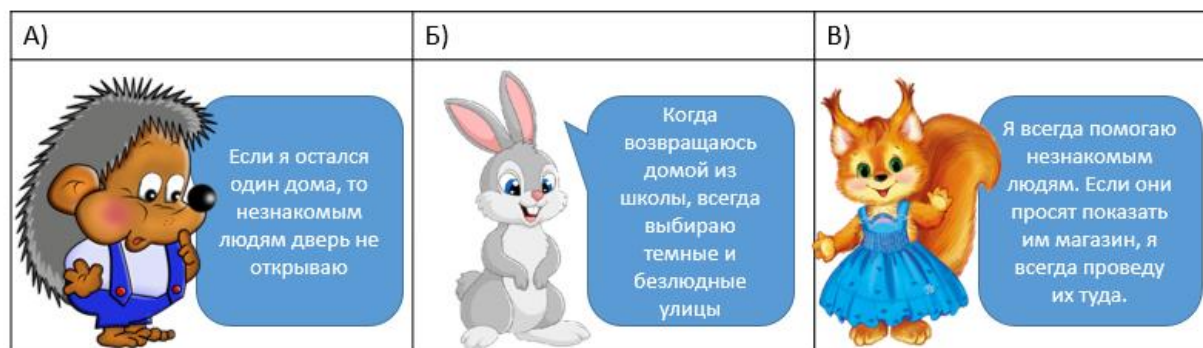 А)
Б)
В)
Если я остался
один дома, то
незнакомым
людям дверь не
открываю
Когда
возвращаюсь
домой из
школы, всегда
выбираю
темные и
безлюдные
улицы
Я всегда помогаю
незнакомым
людям. Если они
просят показать
им магазин, я
всегда проведу
их туда.